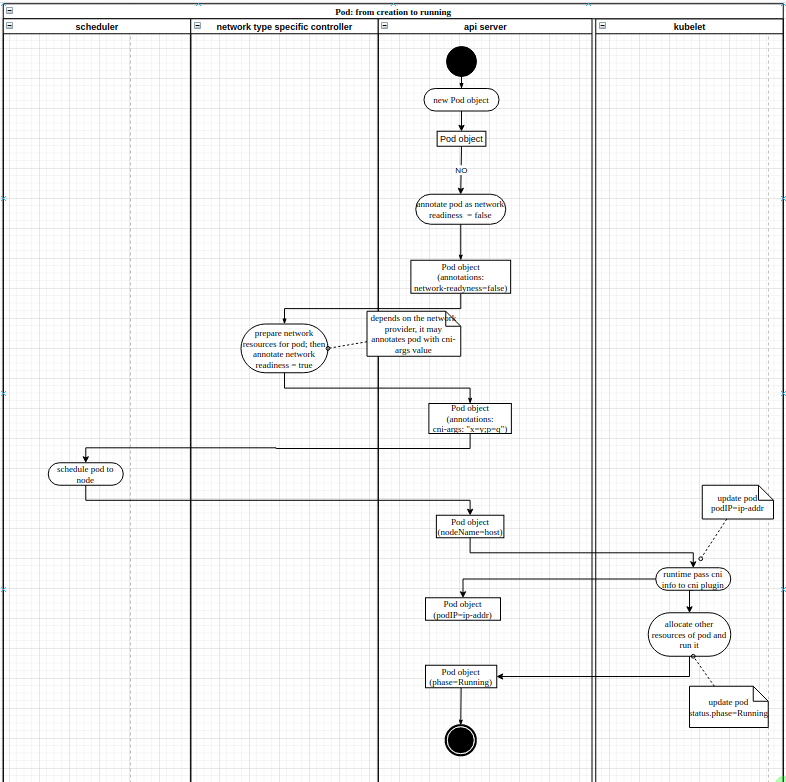 Pod: from creation to running
scheduler
network type specific controller
api server
kubelet
new Pod object
Pod object
NO
annotate pod as network
readiness = false
Pod object
(annotations:
network-readyness=false)
depends on the network
provider, it may
annotates pod with cni-
args value
prepare network
resources for pod; then
annotate network
readiness = true
Pod object
(annotations:
cni-args: "x=y;p=q")
schedule pod to
node
update pod
podIP=ip-addr
Pod object
(nodeName=host)
runtime pass cni
info to cni plugin
Pod object
(podIP=ip-addr)
allocate other
resources of pod and
run it
Pod object
(phase=Running)
update pod
status.phase=Running